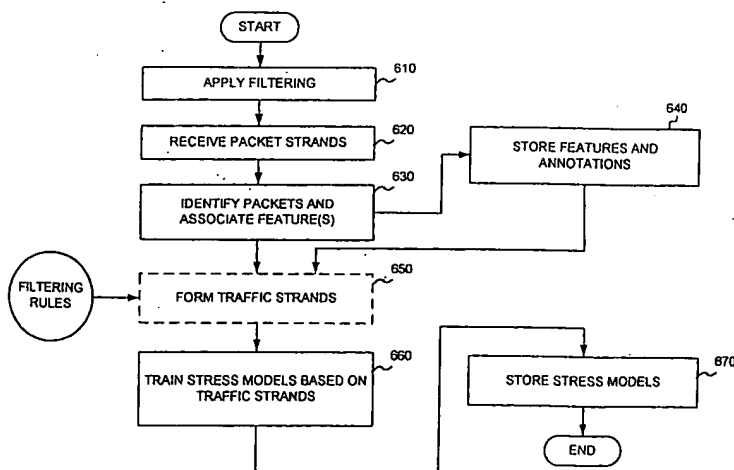 START
APPLY FILTERING
610
RECEIVE PACKET STRANDS
620
IDENTIFY PACKETS AND
ASSOCIATE FEATURE(S)
630
STORE FEATURES AND
ANNOTATIONS
640
FILTERING
RULES
FORM TRAFFIC STRANDS
650
TRAIN STRESS MODELS BASED ON
TRAFFIC STRANDS
660
STORE STRESS MODELS
670
END